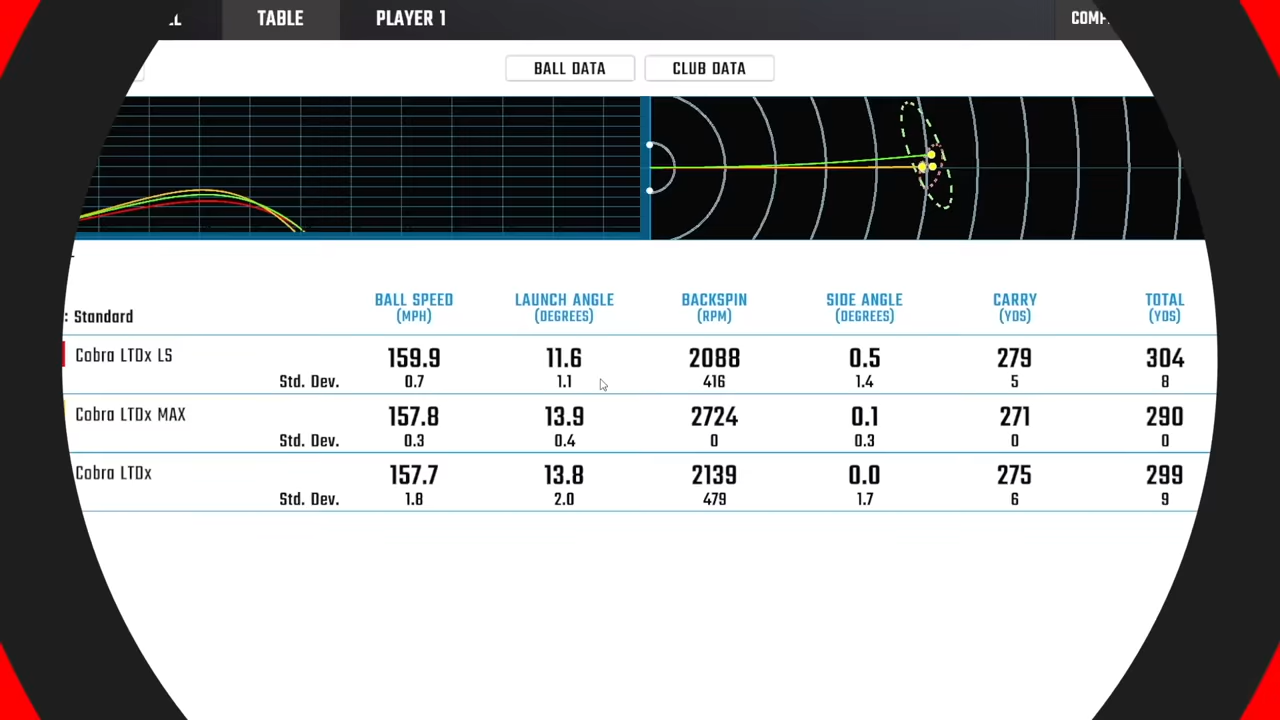 TABLE PLAYER 1
BALL DATA CLUB DATA
BALL SPEED LAUNCH ANGLE BACKSPIN SIDE ANGLE CARRY TOTAL
: Standard (MPH) (DEGREES) (RPM) (DEGREES) (YDS) (YDS)
Cobra LTDx LS 159.9 11.6 2088 0.5 279 304
Std. Dev. 0.7 1.1 416 1.4 5 8
Cobra LTDx MAX 157.8 13.9 2724 0.1 271 290
Std. Dev. 0.3 0.4 0 0.3 0 0
Cobra LTDx 157.7 13.8 2139 0.0 275 299
Std. Dev. 1.8 2.0 479 1.7 6 9